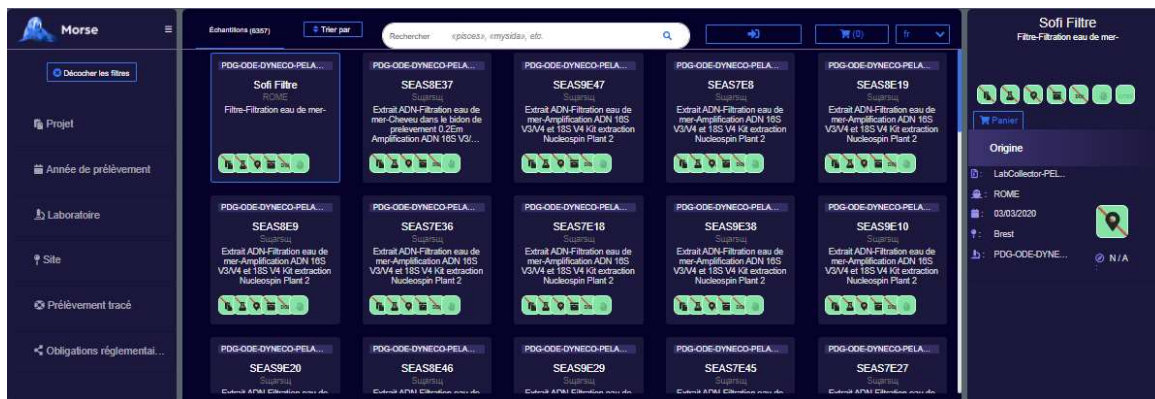 Morse
Décocher les filtres
Projet
Année de prélèvement
Laboratoire
Site
Prélèvement tracé
Obligations réglementai...
Échantillons (6357)
Trier par
Rechercher «pisces», «mysida», etc.
(0)
fr
PDG-ODE-DYNECO-PELA...
Sofi Filtre
ROME
Filtre-Filtration eau de mer-
PDG-ODE-DYNECO-PELA...
SEAS8E37
Extrait ADN-Filtration eau de
mer-Cheveu dans le bidon de
prelevement 0.2Em
Amplification ADN 16S V3/...
PDG-ODE-DYNECO-PELA...
SEAS9E47
Extrait ADN-Filtration eau de
mer-Amplification ADN 16S
V3/V4 et 18S V4 Kit extraction
Nucleospin Plant 2
PDG-ODE-DYNECO-PELA...
SEAS7E8
Extrait ADN-Filtration eau de
mer-Amplification ADN 16S
V3/V4 et 18S V4 Kit extraction
Nucleospin Plant 2
PDG-ODE-DYNECO-PELA...
SEAS8E19
Extrait ADN-Filtration eau de
mer-Amplification ADN 16S
V3/V4 et 18S V4 Kit extraction
Nucleospin Plant 2
PDG-ODE-DYNECO-PELA...
SEAS8E9
Extrait ADN-Filtration eau de
mer-Amplification ADN 16S
V3/V4 et 18S V4 Kit extraction
Nucleospin Plant 2
PDG-ODE-DYNECO-PELA...
SEAS7E36
Extrait ADN-Filtration eau de
mer-Amplification ADN 16S
V3/V4 et 18S V4 Kit extraction
Nucleospin Plant 2
PDG-ODE-DYNECO-PELA...
SEAS7E18
Extrait ADN-Filtration eau de
mer-Amplification ADN 16S
V3/V4 et 18S V4 Kit extraction
Nucleospin Plant 2
PDG-ODE-DYNECO-PELA...
SEAS9E38
Extrait ADN-Filtration eau de
mer-Amplification ADN 16S
V3/V4 et 18S V4 Kit extraction
Nucleospin Plant 2
PDG-ODE-DYNECO-PELA...
SEAS9E10
Extrait ADN-Filtration eau de
mer-Amplification ADN 16S
V3/V4 et 18S V4 Kit extraction
Nucleospin Plant 2
PDG-ODE-DYNECO-PELA...
SEAS9E20
PDG-ODE-DYNECO-PELA...
SEAS8E46
PDG-ODE-DYNECO-PELA...
SEAS9E29
PDG-ODE-DYNECO-PELA...
SEAS7E45
PDG-ODE-DYNECO-PELA...
SEAS7E27
Sofi Filtre
Filtre-Filtration eau de mer-
Panier
Origine
: LabCollector-PEL...
: ROME
: 03/03/2020
: Brest
: PDG-ODE-DYNE...
N/A